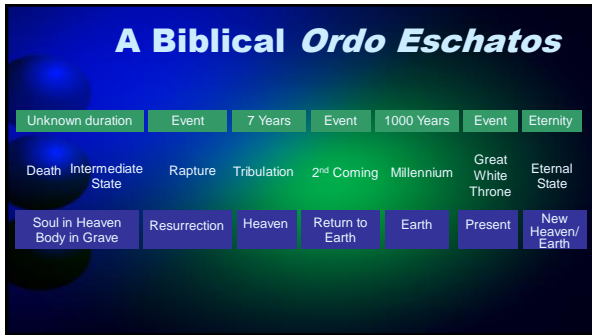 A Biblical Ordo Eschatos
Unknown duration Event 7 Years Event 1000 Years Event Eternity
Death Intermediate State Rapture Tribulation 2nd Coming Millennium Great White Throne Eternal State
Soul in Heaven Body in Grave Resurrection Heaven Return to Earth Earth Present New Heaven/ Earth